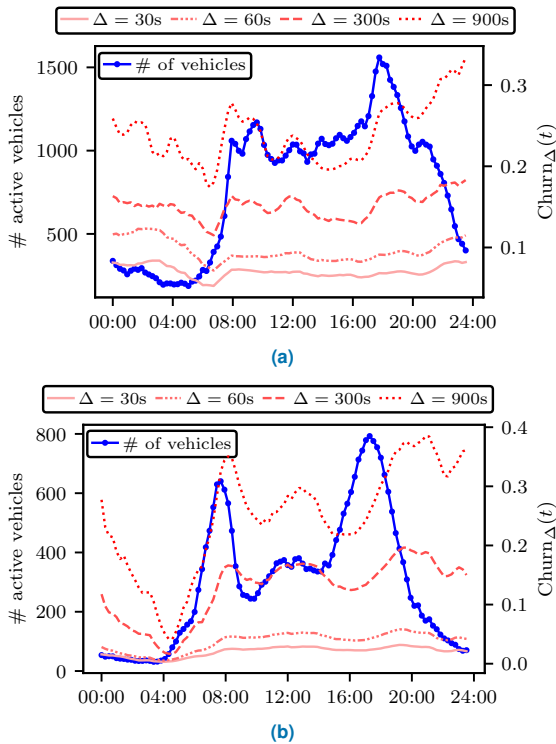 Δ = 30s Δ = 60s Δ = 300s Δ = 900s
# of vehicles
# active vehicles
1500
1000
500
Churn_Δ(t)
0.3
0.2
0.1
00:00 04:00 08:00 12:00 16:00 20:00 24:00
(a)
Δ = 30s Δ = 60s Δ = 300s Δ = 900s
# of vehicles
# active vehicles
800
600
400
200
0
Churn_Δ(t)
0.4
0.3
0.2
0.1
0.0
00:00 04:00 08:00 12:00 16:00 20:00 24:00
(b)